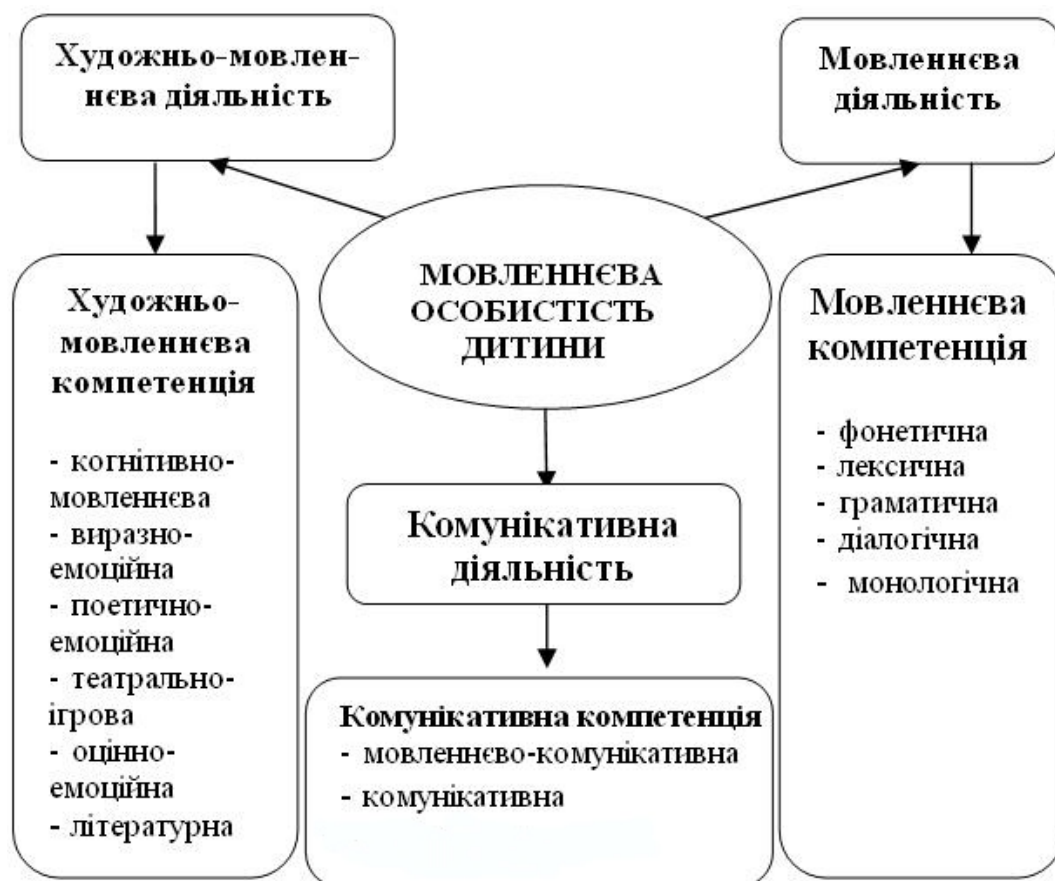 Художньо-мовлен-
нєва діяльність
Мовленнєва
діяльність
МОВЛЕННЄВА
ОСОБИСТІСТЬ
ДИТИНИ
Художньо-
мовленнєва
компетенція
- когнітивно-
мовленнєва
- виразно-
емоційна
- поетично-
емоційна
- театрально-
ігрова
- оцінно-
емоційна
- літературна
Комунікативна
діяльність
Комунікативна компетенція
- мовленнєво-комунікативна
- комунікативна
Мовленнєва
компетенція
- фонетична
- лексична
- граматична
- діалогічна
- монологічна